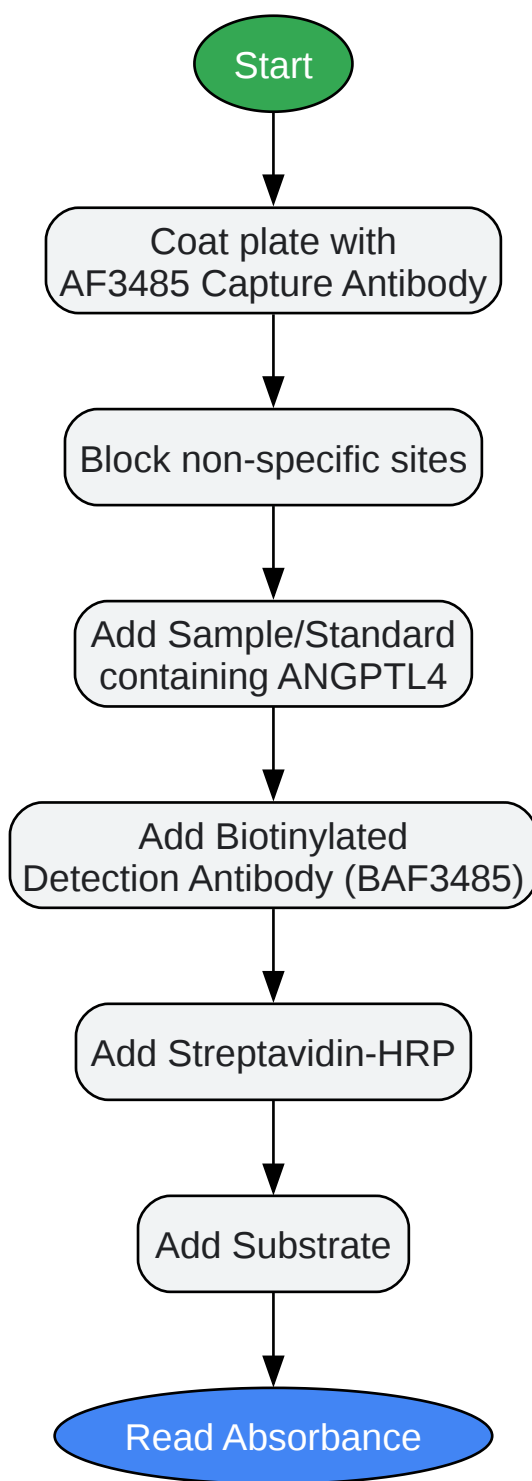 Start
Coat plate with
AF3485 Capture Antibody
Block non-specific sites
Add Sample/Standard
containing ANGPTL4
Add Biotinylated
Detection Antibody (BAF3485)
Add Streptavidin-HRP
Add Substrate
Read Absorbance